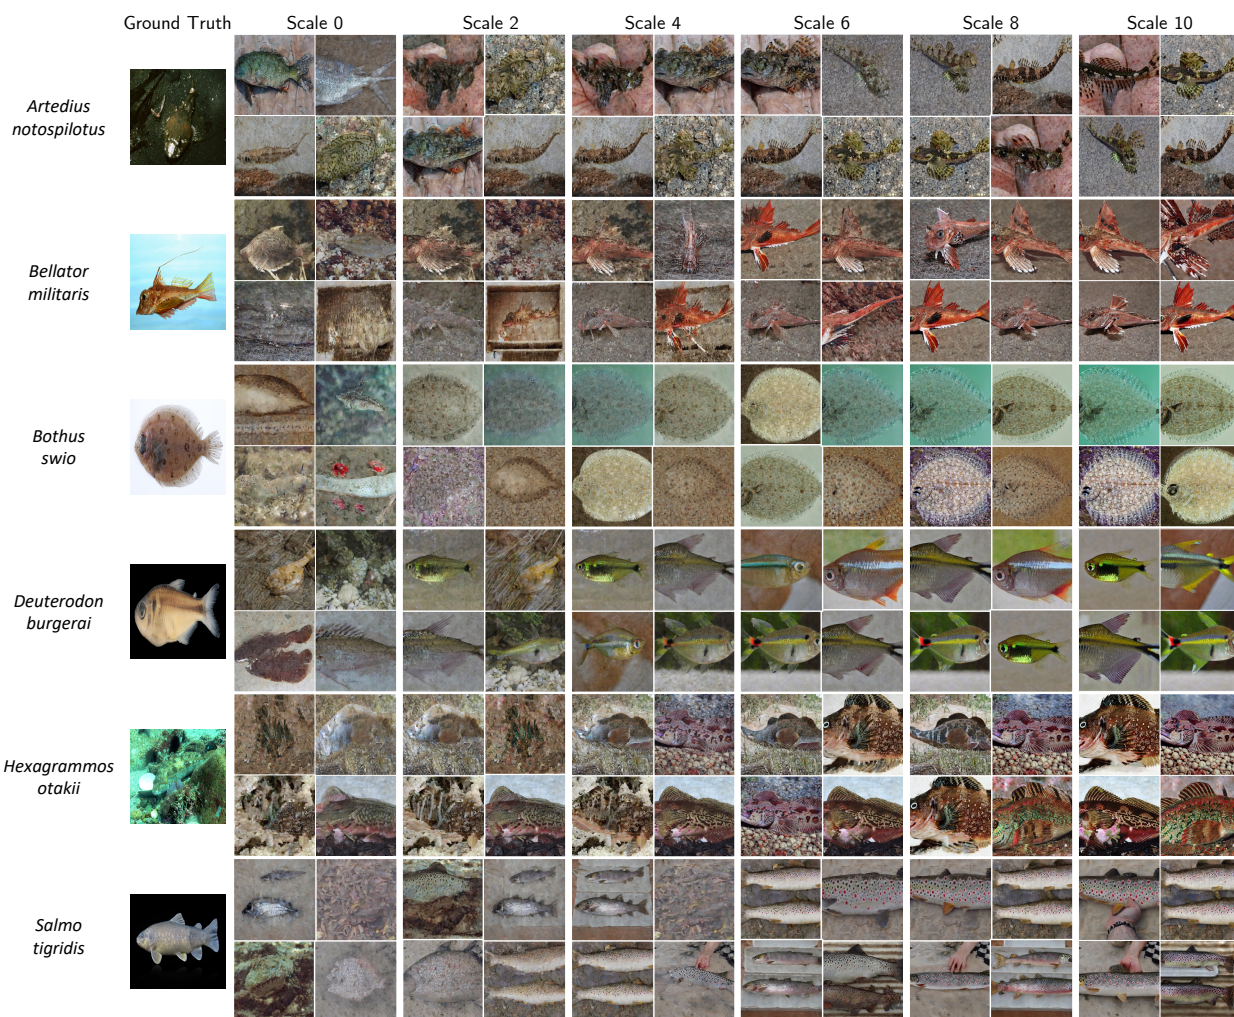 Ground Truth
Scale 0
Scale 2
Scale 4
Scale 6
Scale 8
Scale 10
Artedius
notospilotus
Bellator
militaris
Bothus
swio
Deuterodon
burgerai
Hexagrammos
otakii
Salmo
tigridis